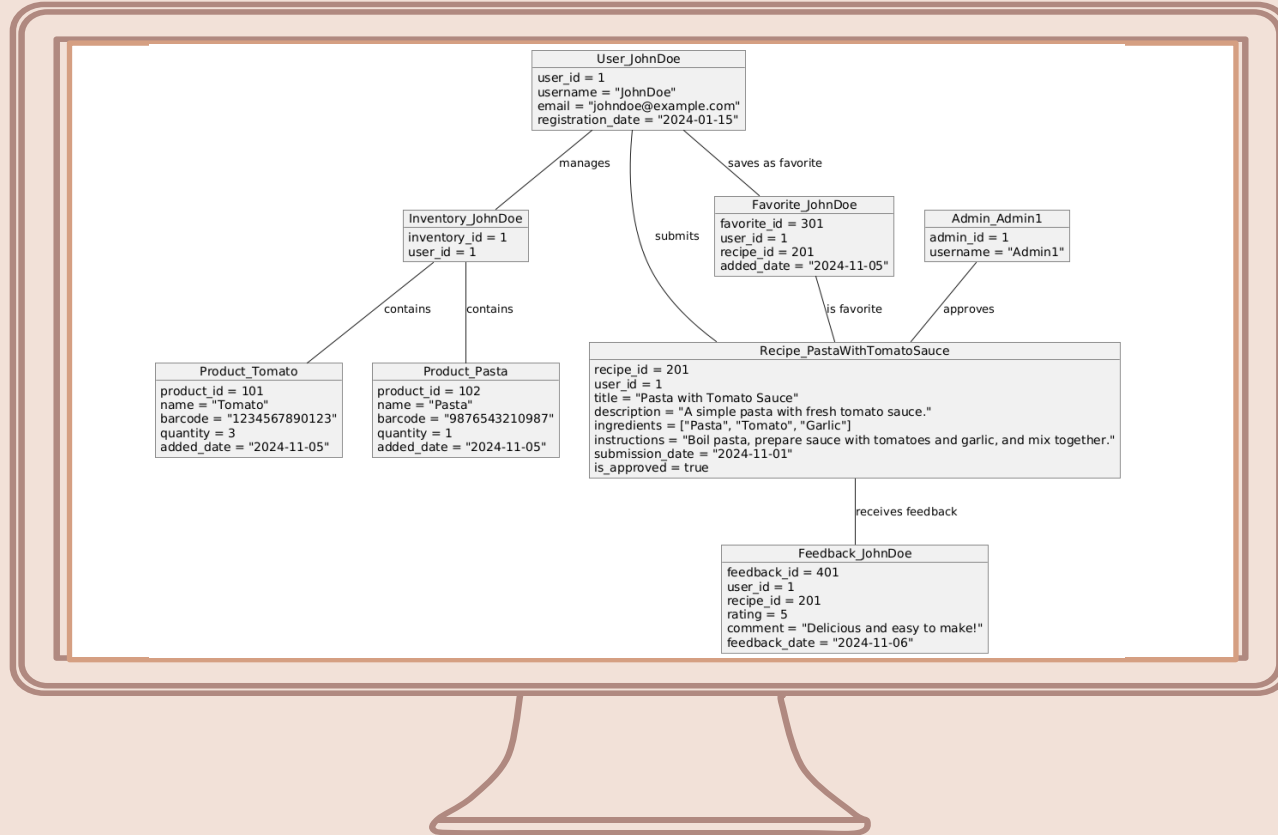 User_JohnDoe
user_id = 1
username = "JohnDoe"
email = "johndoe@example.com"
registration_date = "2024-01-15"
manages
saves as favorite
submits
Inventory_JohnDoe
inventory_id = 1
user_id = 1
Favorite_JohnDoe
favorite_id = 301
user_id = 1
recipe_id = 201
added_date = "2024-11-05"
Admin_Admin1
admin_id = 1
username = "Admin1"
contains
contains
is favorite
approves
Product_Tomato
product_id = 101
name = "Tomato"
barcode = "1234567890123"
quantity = 3
added_date = "2024-11-05"
Product_Pasta
product_id = 102
name = "Pasta"
barcode = "9876543210987"
quantity = 1
added_date = "2024-11-05"
Recipe_PastaWithTomatoSauce
recipe_id = 201
user_id = 1
title = "Pasta with Tomato Sauce"
description = "A simple pasta with fresh tomato sauce."
ingredients = ["Pasta", "Tomato", "Garlic"]
instructions = "Boil pasta, prepare sauce with tomatoes and garlic, and mix together."
submission_date = "2024-11-01"
is_approved = true
receives feedback
Feedback_JohnDoe
feedback_id = 401
user_id = 1
recipe_id = 201
rating = 5
comment = "Delicious and easy to make!"
feedback_date = "2024-11-06"